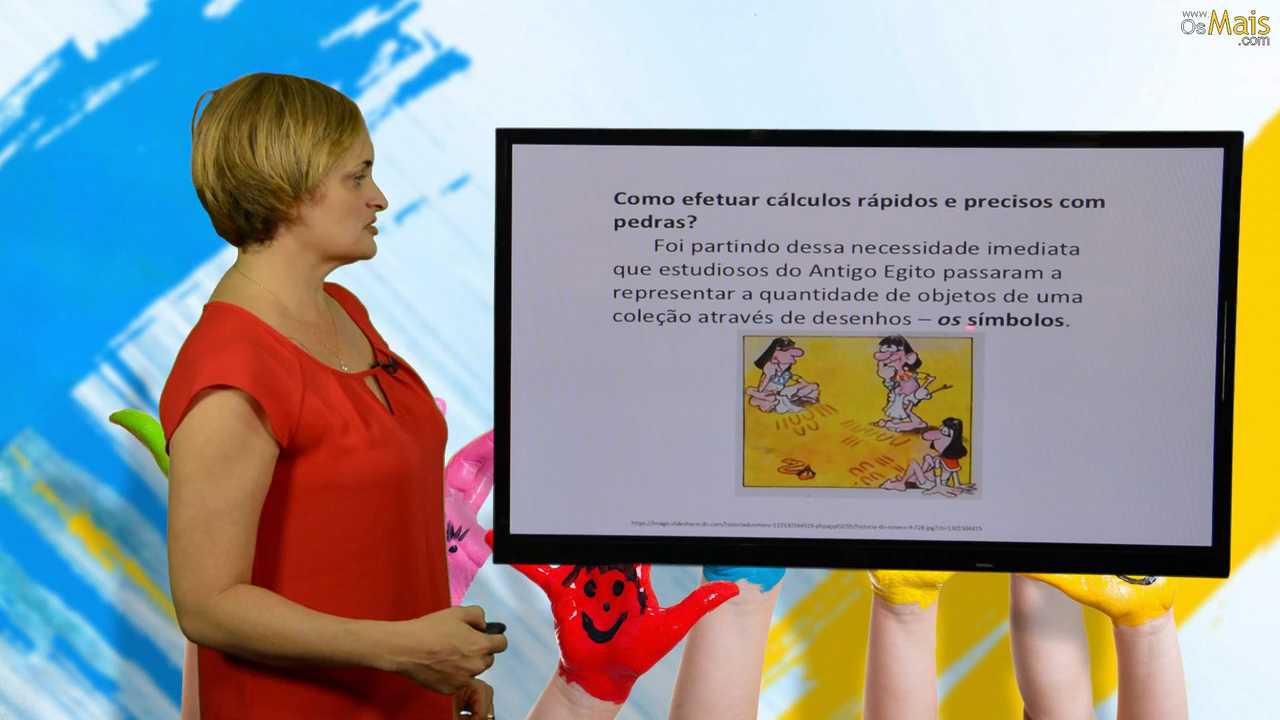 www
OsMais
.com
Como efetuar cálculos rápidos e precisos com
pedras?
Foi partindo dessa necessidade imediata
que estudiosos do Antigo Egito passaram a
representar a quantidade de objetos de uma
coleção através de desenhos – os símbolos.